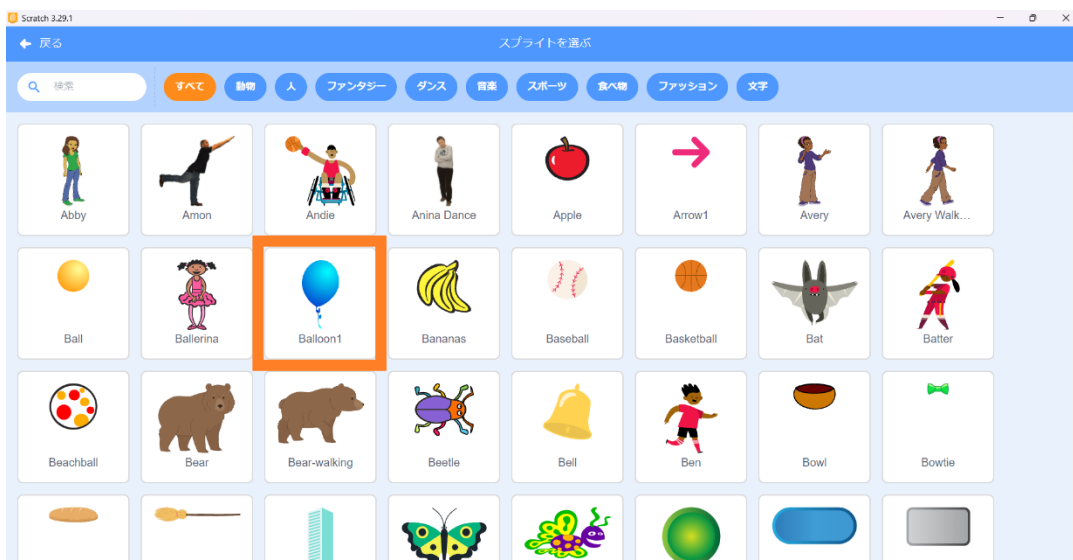 Scratch 3.29.1
戻る
スプライトを選ぶ
検索
すべて 動物 人 ファンタジー ダンス 音楽 スポーツ 食べ物 ファッション 文字
Abby Amon Andie Anina Dance Apple Arrow1 Avery Avery Walk...
Ball Ballerina Balloon1 Bananas Baseball Basketball Bat Batter
Beachball Bear Bear-walking Beetle Bell Ben Bowl Bowtie